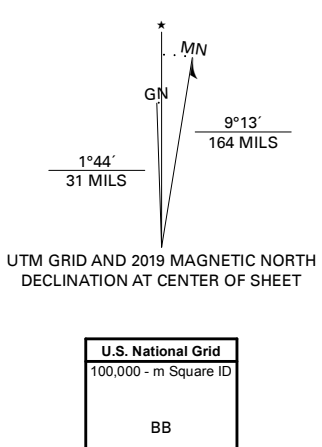 ★
MN
GN
9°13´
164 MILS
1°44´
31 MILS
UTM GRID AND 2019 MAGNETIC NORTH
DECLINATION AT CENTER OF SHEET
U.S. National Grid
100,000 - m Square ID
BB